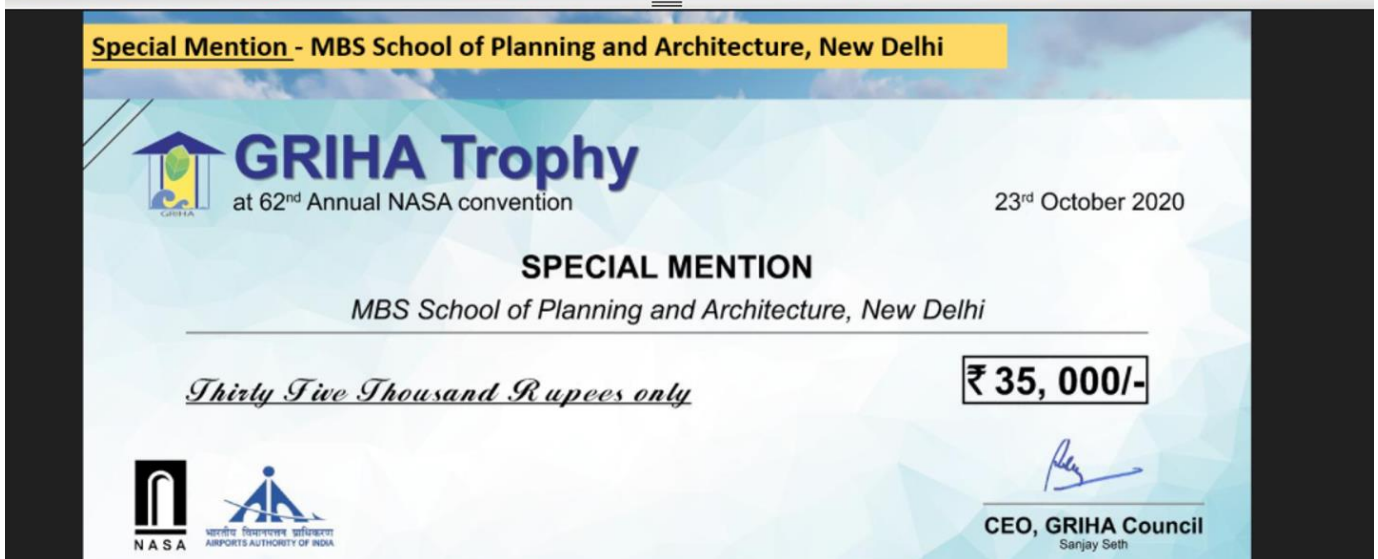 Special Mention - MBS School of Planning and Architecture, New Delhi
GRIHA Trophy
GRIHA
at 62nd Annual NASA convention
23rd October 2020
SPECIAL MENTION
MBS School of Planning and Architecture, New Delhi
Thirty Five Thousand Rupees only
₹ 35, 000/-
NASA
भारतीय विमानपत्तन प्राधिकरण
AIRPORTS AUTHORITY OF INDIA
CEO, GRIHA Council
Sanjay Seth